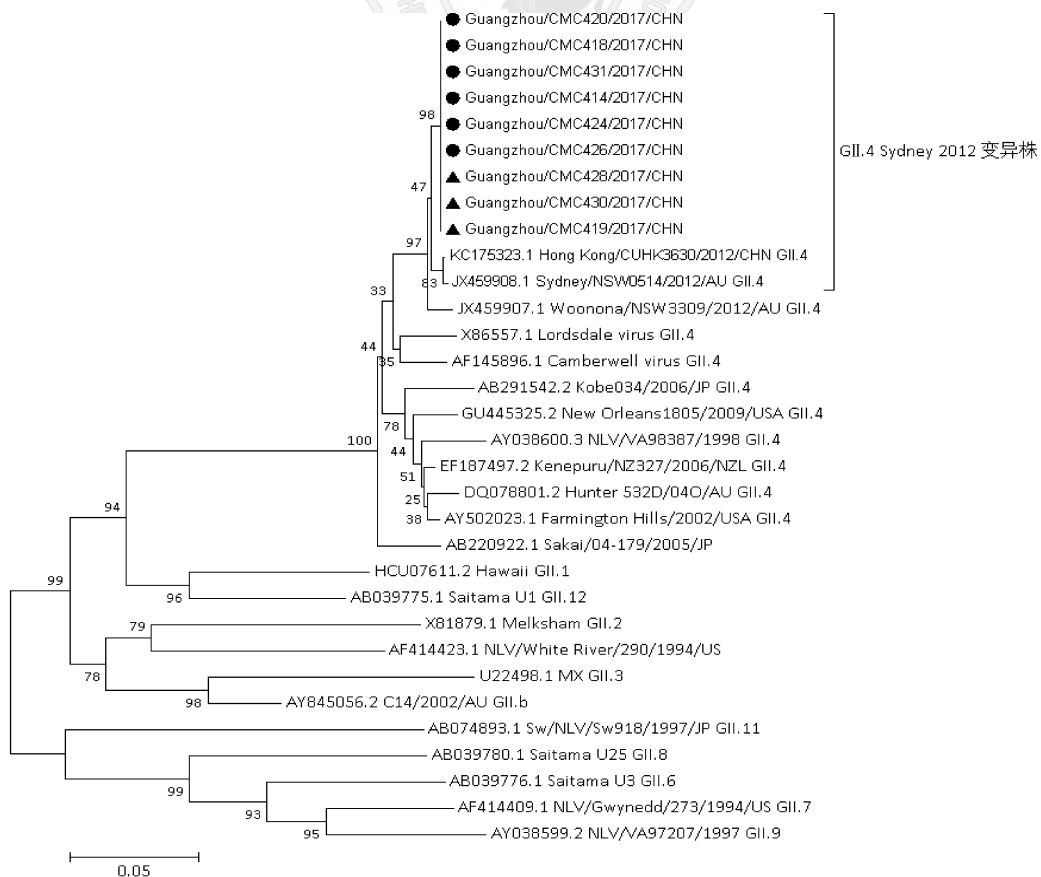 Guangzhou/CMC420/2017/CHN
Guangzhou/CMC418/2017/CHN
Guangzhou/CMC431/2017/CHN
Guangzhou/CMC414/2017/CHN
98
Guangzhou/CMC424/2017/CHN
Guangzhou/CMC426/2017/CHN
GII.4 Sydney 2012 变异株
Guangzhou/CMC428/2017/CHN
47
Guangzhou/CMC430/2017/CHN
Guangzhou/CMC419/2017/CHN
97
KC175323.1 Hong Kong/CUHK3630/2012/CHN GII.4
83
JX459908.1 Sydney/NSW0514/2012/AU GII.4
33
JX459907.1 Woonona/NSW3309/2012/AU GII.4
X86557.1 Lordsdale virus GII.4
44
35
AF145896.1 Camberwell virus GII.4
AB291542.2 Kobe034/2006/JP GII.4
GU445325.2 New Orleans1805/2009/USA GII.4
78
100
AY038600.3 NLV/VA98387/1998 GII.4
44
EF187497.2 Kenepuru/NZ327/2006/NZL GII.4
51
DQ078801.2 Hunter 532D/04O/AU GII.4
25
94
AY502023.1 Farmington Hills/2002/USA GII.4
38
AB220922.1 Sakai/04-179/2005/JP
HCU07611.2 Hawaii GII.1
99
96
AB039775.1 Saitama U1 GII.12
79
X81879.1 Melksham GII.2
AF414423.1 NLV/White River/290/1994/US
78
U22498.1 MX GII.3
98
AY845056.2 C14/2002/AU GII.b
AB074893.1 Sw/NLV/Sw918/1997/JP GII.11
AB039780.1 Saitama U25 GII.8
99
AB039776.1 Saitama U3 GII.6
93
AF414409.1 NLV/Gwynedd/273/1994/US GII.7
95
AY038599.2 NLV/VA97207/1997 GII.9
0.05